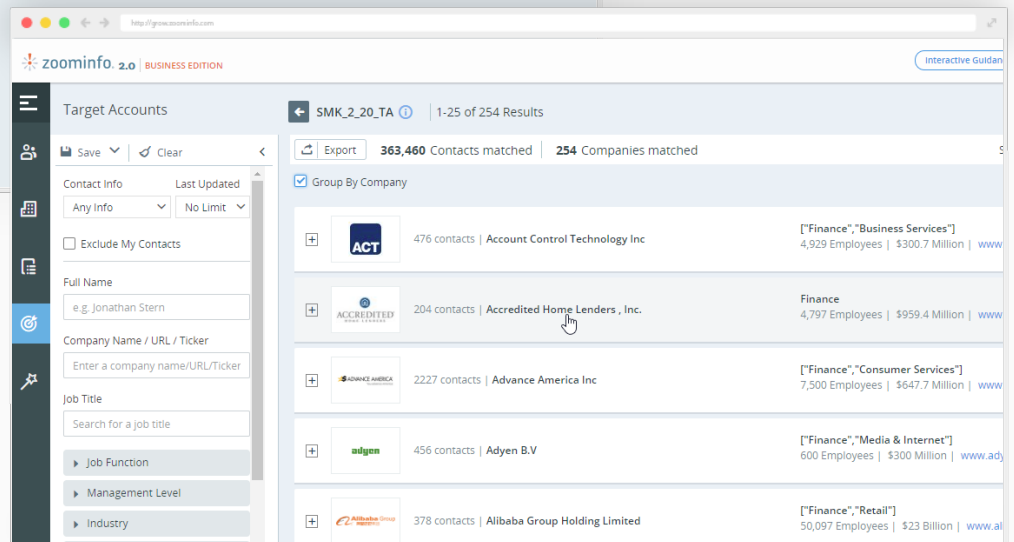 http://grow.zoominfo.com
zoominfo. 2.0 BUSINESS EDITION
Interactive Guidan
Target Accounts
SMK_2_20_TA 1-25 of 254 Results
Save Clear
Export 363,460 Contacts matched 254 Companies matched
Group By Company
Contact Info Last Updated
Any Info No Limit
Exclude My Contacts
Full Name
e.g. Jonathan Stern
Company Name / URL / Ticker
Enter a company name/URL/Ticker
Job Title
Search for a job title
Job Function
Management Level
Industry
ACT
476 contacts | Account Control Technology Inc
["Finance","Business Services"]
4,929 Employees | $300.7 Million | www
ACCREDITED
HOME LENDERS
204 contacts | Accredited Home Lenders , Inc.
Finance
4,797 Employees | $959.4 Million | www
ADVANCE AMERICA
2227 contacts | Advance America Inc
["Finance","Consumer Services"]
7,500 Employees | $647.7 Million | www
adyen
456 contacts | Adyen B.V
["Finance","Media & Internet"]
600 Employees | $300 Million | www.ady
Alibaba Group
378 contacts | Alibaba Group Holding Limited
["Finance","Retail"]
50,097 Employees | $23 Billion | www.al